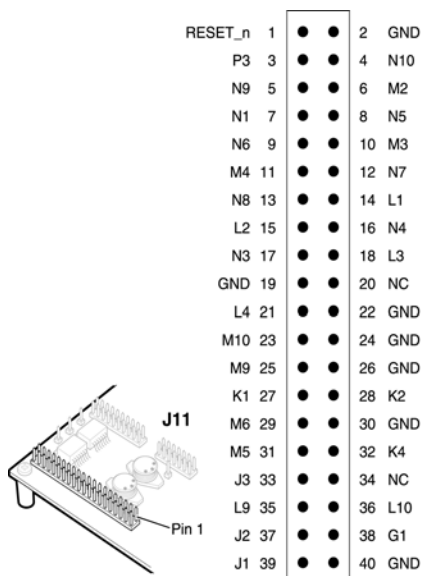 RESET_n 1 2 GND
P3 3 4 N10
N9 5 6 M2
N1 7 8 N5
N6 9 10 M3
M4 11 12 N7
N8 13 14 L1
L2 15 16 N4
N3 17 18 L3
GND 19 20 NC
L4 21 22 GND
M10 23 24 GND
M9 25 26 GND
K1 27 28 K2
M6 29 30 GND
M5 31 32 K4
J3 33 34 NC
L9 35 36 L10
J2 37 38 G1
J1 39 40 GND
J11
Pin 1